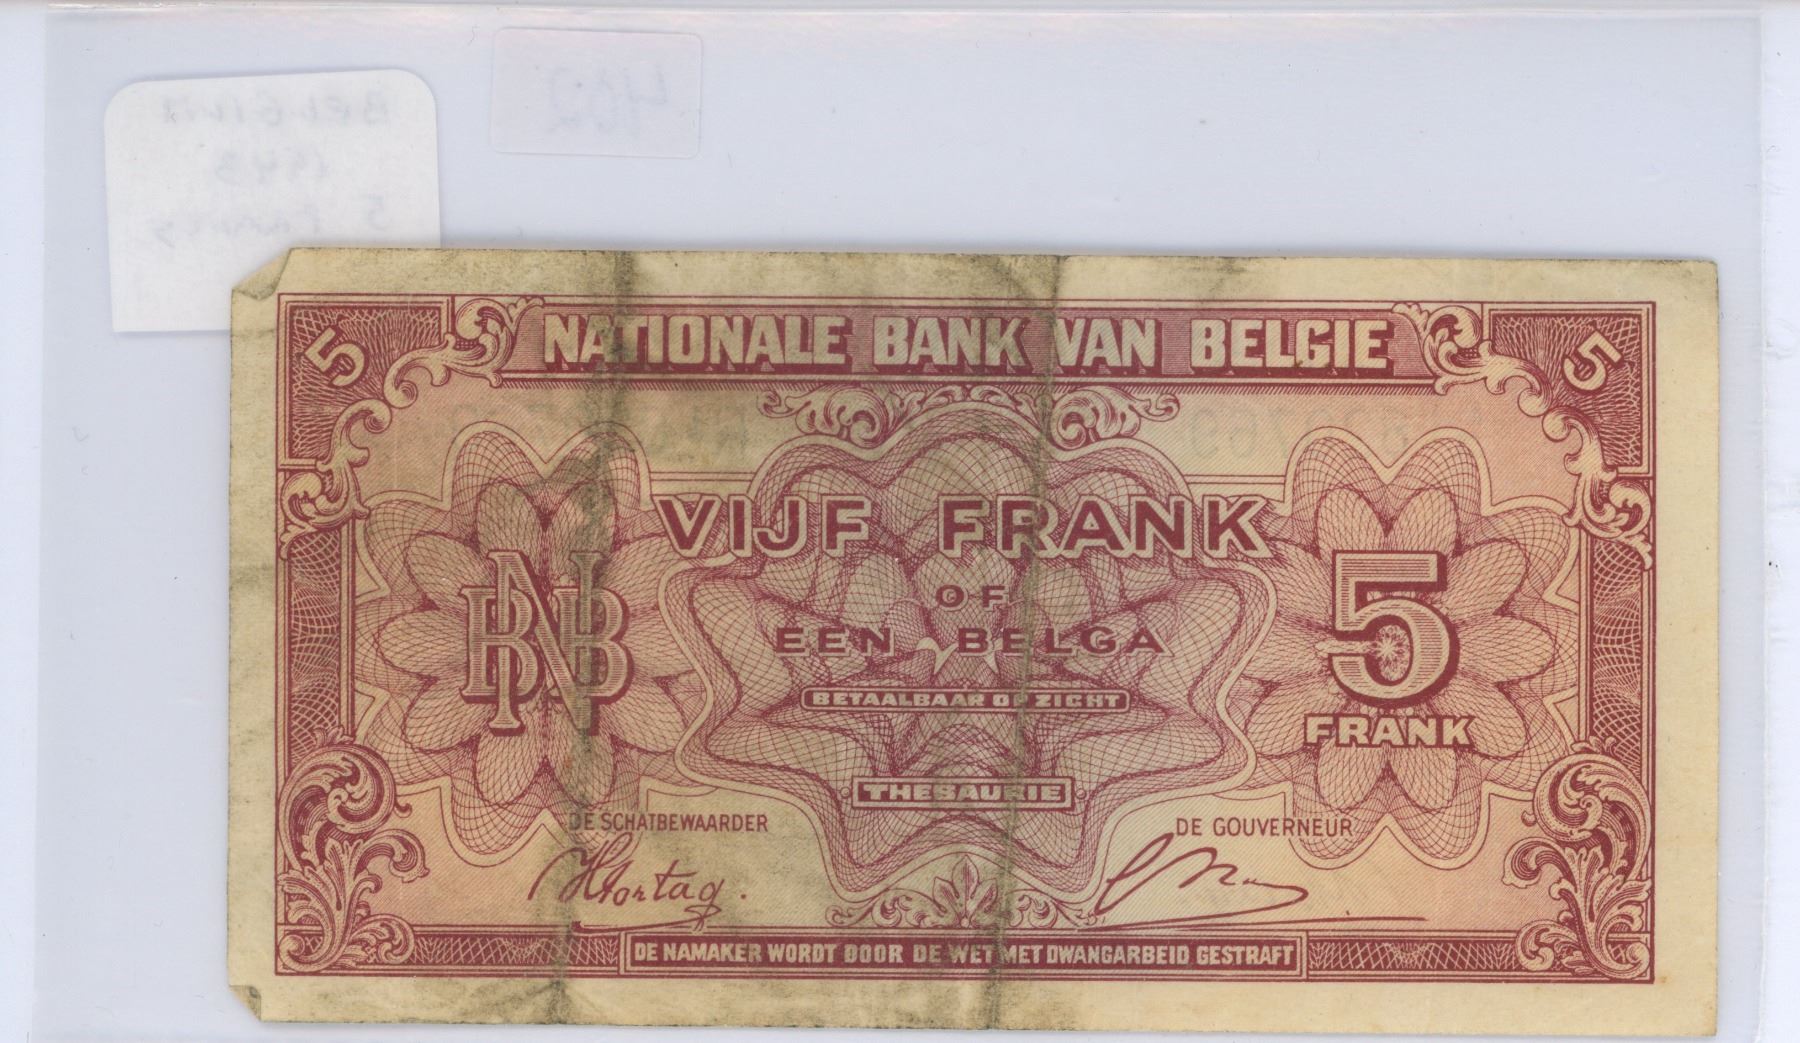 BELGIUM
1943
5 Francs
402
5 NATIONALE BANK VAN BELGIE 5
VIJF FRANK
OF
EEN BELGA
BETAALBAAR OP ZICHT
BNB
5
FRANK
THESAURIE
DE SCHATBEWAARDER
DE GOUVERNEUR
DE NAMAKER WORDT DOOR DE WET MET DWANGARBEID GESTRAFT